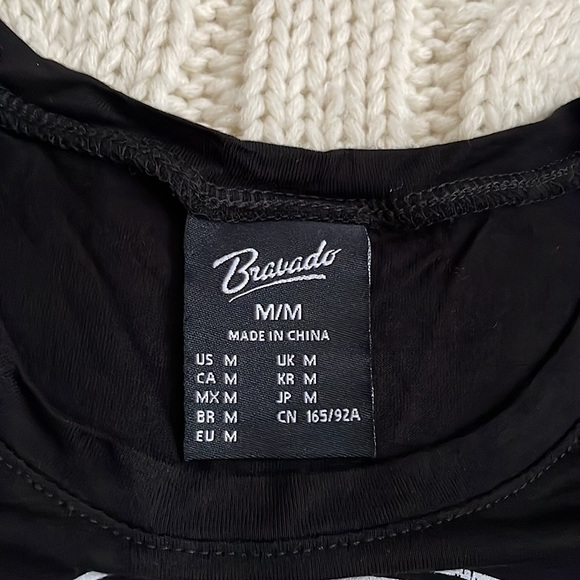 Bravado
M/M
MADE IN CHINA
US M UK M
CA M KR M
MX M JP M
BR M CN 165/92A
EU M